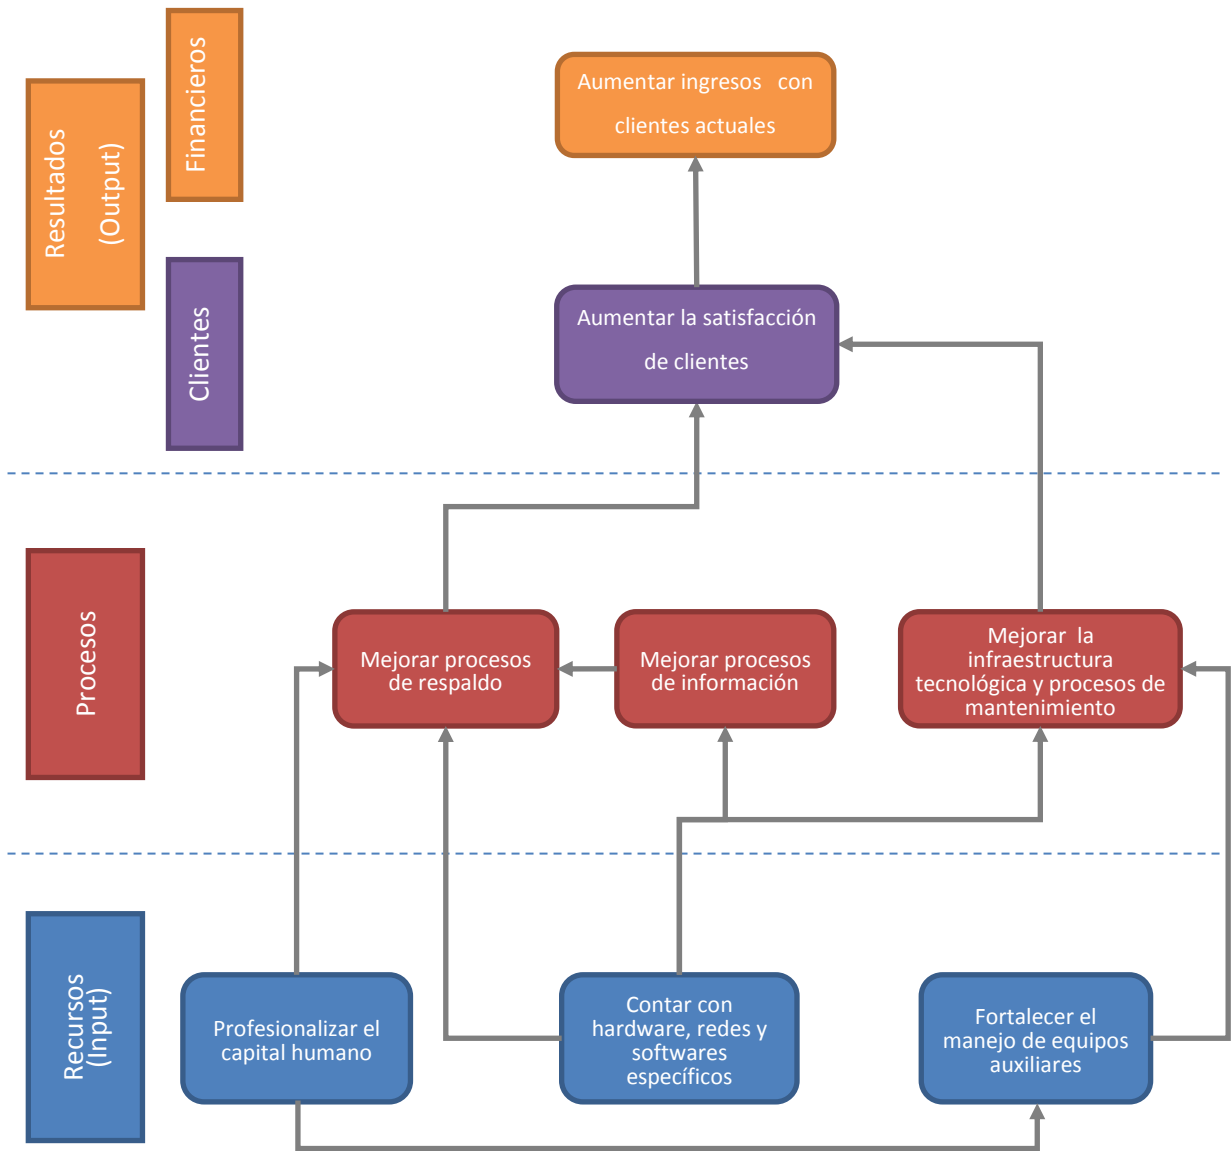 Resultados
(Output)
Financieros
Aumentar ingresos con
clientes actuales
Clientes
Aumentar la satisfacción
de clientes
Procesos
Mejorar procesos
de respaldo
Mejorar procesos
de información
Mejorar la
infraestructura
tecnológica y procesos de
mantenimiento
Recursos
(Input)
Profesionalizar el
capital humano
Contar con
hardware, redes y
softwares
específicos
Fortalecer el
manejo de equipos
auxiliares